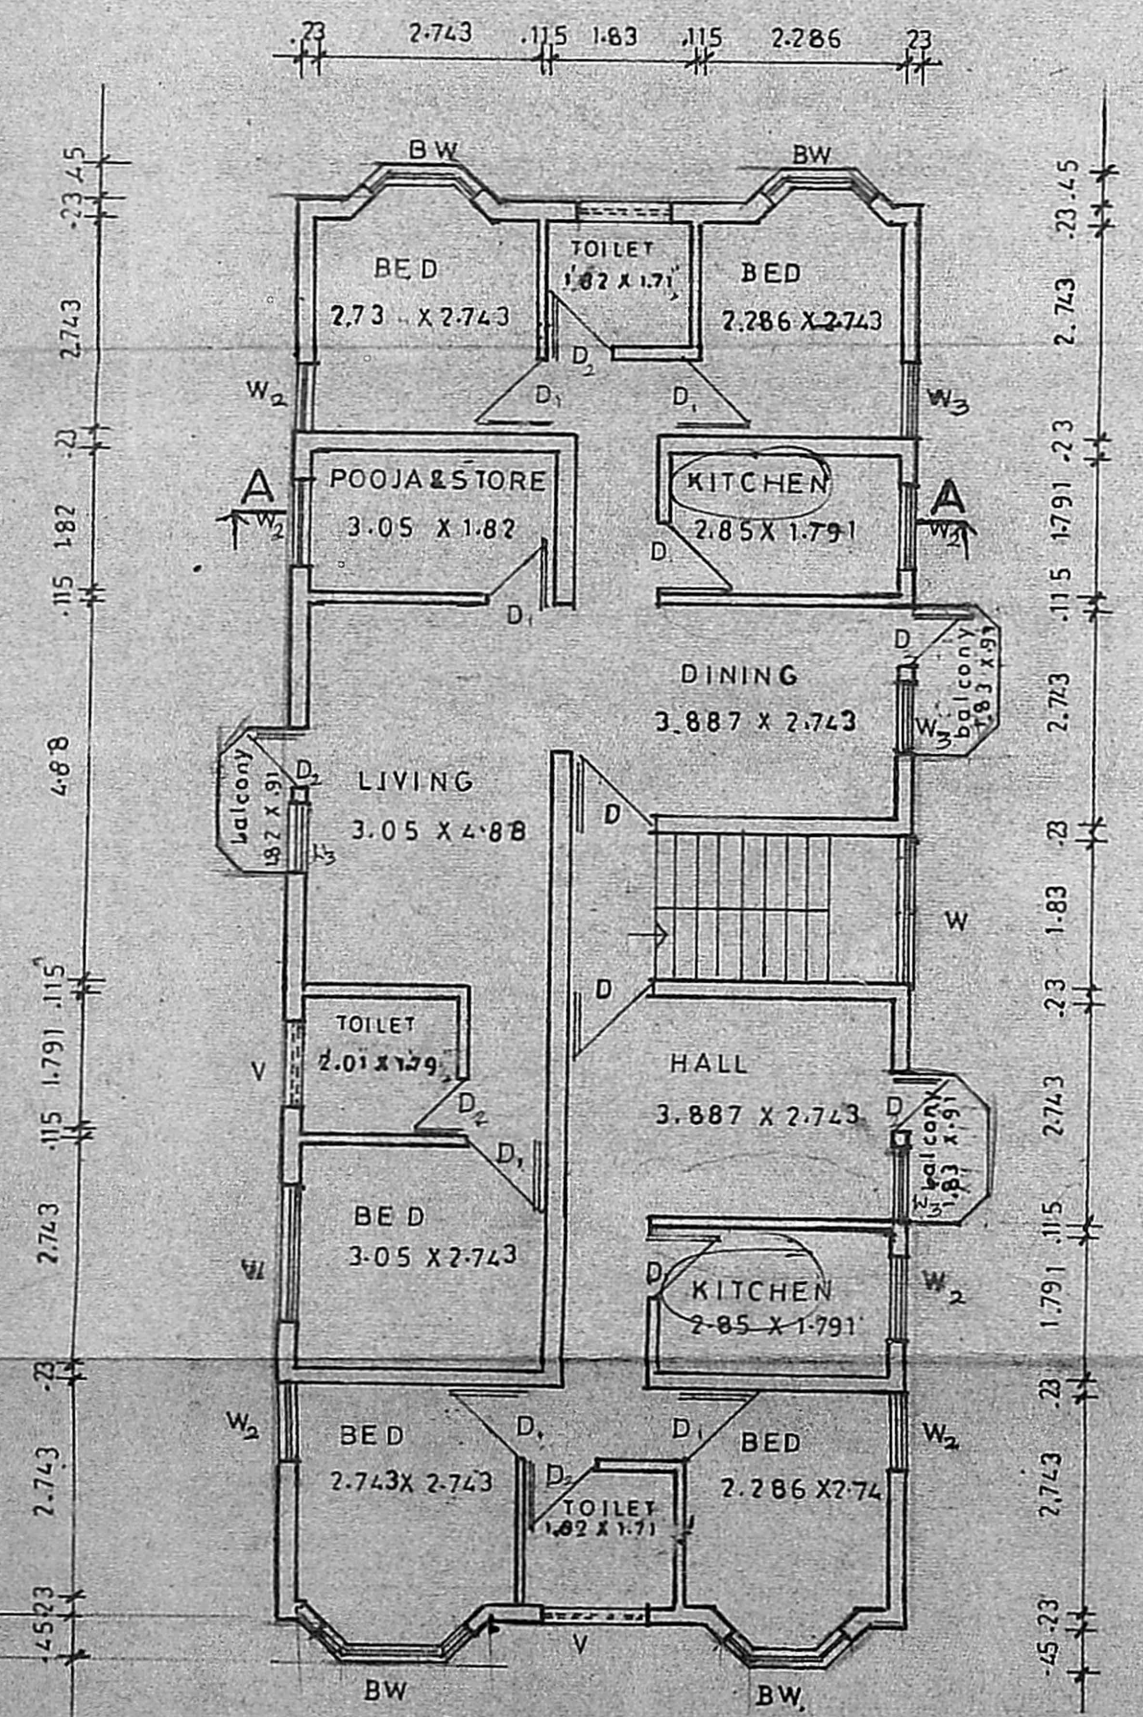 .23 2.743 .115 1.83 .115 2.286 23
BW
BW
.45
.23
2.743
.23
1.82
.115
4.88
.115
1.791
.115
2.743
.23
2.743
.23
.45
BED
2.73 X 2.743
TOILET
1.82 X 1.71
BED
2.286 X 2.743
D2
D1
D1
W2
W3
A
W2
POOJA & STORE
3.05 X 1.82
D1
KITCHEN
2.85 X 1.791
D
A
W3
DINING
3.887 X 2.743
D2
W3
balcony
1.83 X .91
LIVING
3.05 X 4.88
D2
W3
balcony
1.82 X .91
D
W
D
TOILET
2.01 X 1.79
V
D2
D1
HALL
3.887 X 2.743
D
W3
balcony
1.83 X .91
BED
3.05 X 2.743
D
KITCHEN
2.85 X 1.791
W2
W2
BED
2.743 X 2.743
D1
D2
D1
TOILET
1.82 X 1.71
BED
2.286 X 2.74
W2
V
BW
BW
.45
.23
2.743
.23
1.791
.115
2.743
.23
1.83
.23
2.743
.115
1.791
.23
2.743
.23
.45